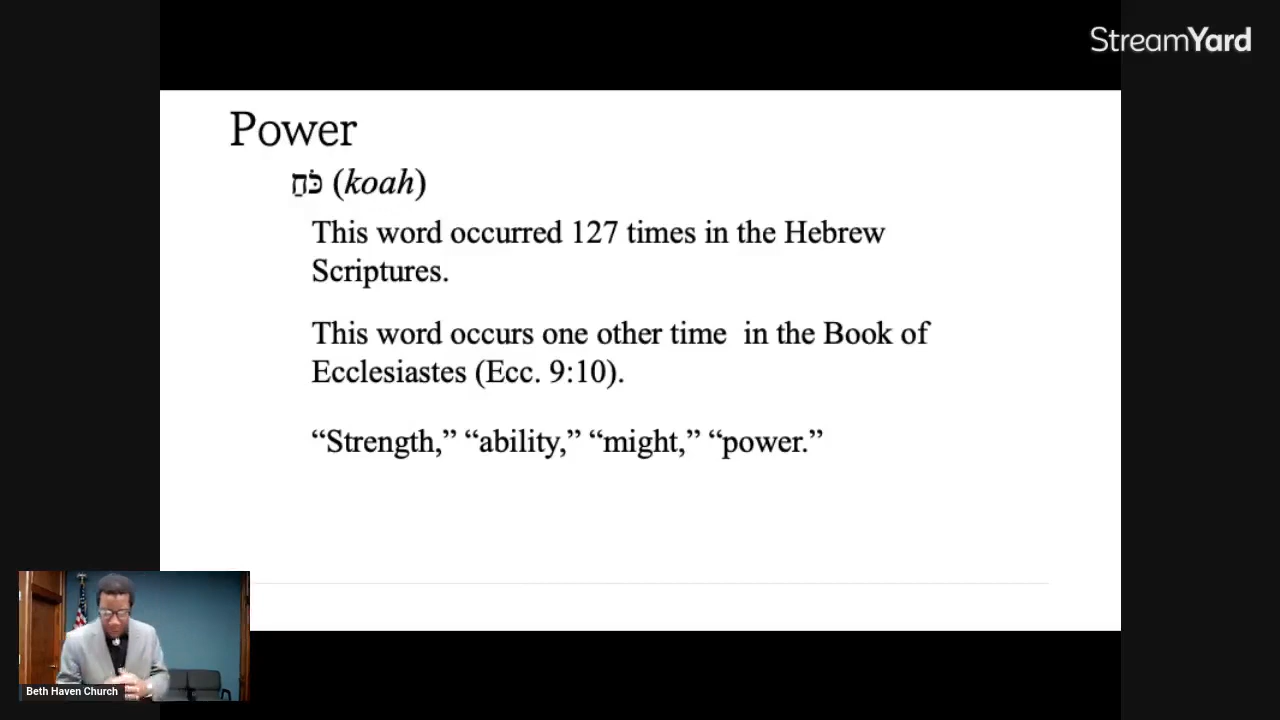 StreamYard
Power
כֹּחַ (koah)
This word occurred 127 times in the Hebrew
Scriptures.
This word occurs one other time  in the Book of
Ecclesiastes (Ecc. 9:10).
“Strength,” “ability,” “might,” “power.”
Beth Haven Church